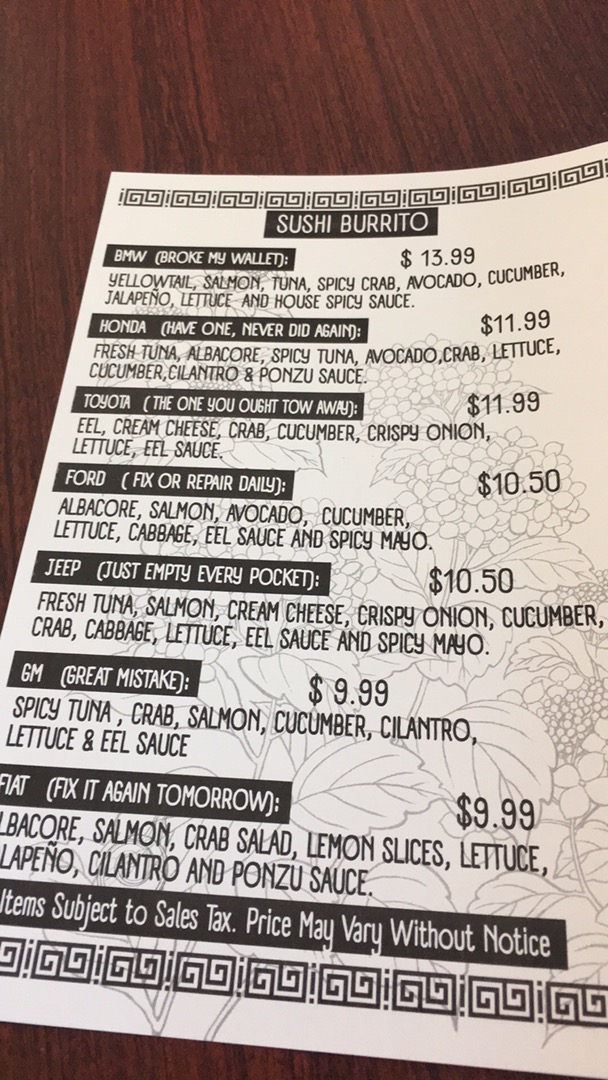 SUSHI BURRITO
BMW (BROKE MY WALLET): $ 13.99
YELLOWTAIL, SALMON, TUNA, SPICY CRAB, AVOCADO, CUCUMBER,
JALAPEÑO, LETTUCE AND HOUSE SPICY SAUCE.
HONDA (HAVE ONE, NEVER DID AGAIN): $11.99
FRESH TUNA, ALBACORE, SPICY TUNA, AVOCADO,CRAB, LETTUCE,
CUCUMBER,CILANTRO & PONZU SAUCE.
TOYOTA ( THE ONE YOU OUGHT TOW AWAY): $11.99
EEL, CREAM CHEESE, CRAB, CUCUMBER, CRISPY ONION,
LETTUCE, EEL SAUCE.
FORD ( FIX OR REPAIR DAILY): $10.50
ALBACORE, SALMON, AVOCADO, CUCUMBER,
LETTUCE, CABBAGE, EEL SAUCE AND SPICY MAYO.
JEEP (JUST EMPTY EVERY POCKET): $10.50
FRESH TUNA, SALMON, CREAM CHEESE, CRISPY ONION, CUCUMBER,
CRAB, CABBAGE, LETTUCE, EEL SAUCE AND SPICY MAYO.
GM (GREAT MISTAKE): $ 9.99
SPICY TUNA , CRAB, SALMON, CUCUMBER, CILANTRO,
LETTUCE & EEL SAUCE
FIAT (FIX IT AGAIN TOMORROW): $9.99
LBACORE, SALMON, CRAB SALAD, LEMON SLICES, LETTUCE,
LAPEÑO, CILANTRO AND PONZU SAUCE.
Items Subject to Sales Tax. Price May Vary Without Notice